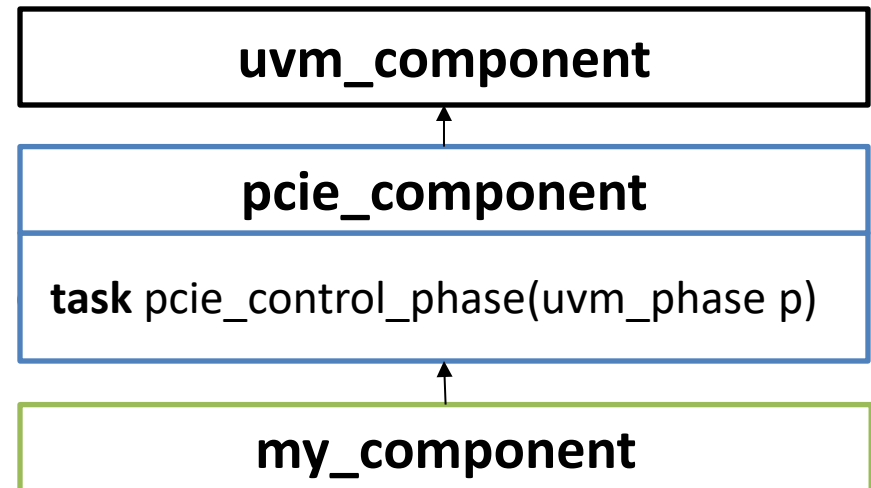 uvm_component
pcie_component
task pcie_control_phase(uvm_phase p)
my_component